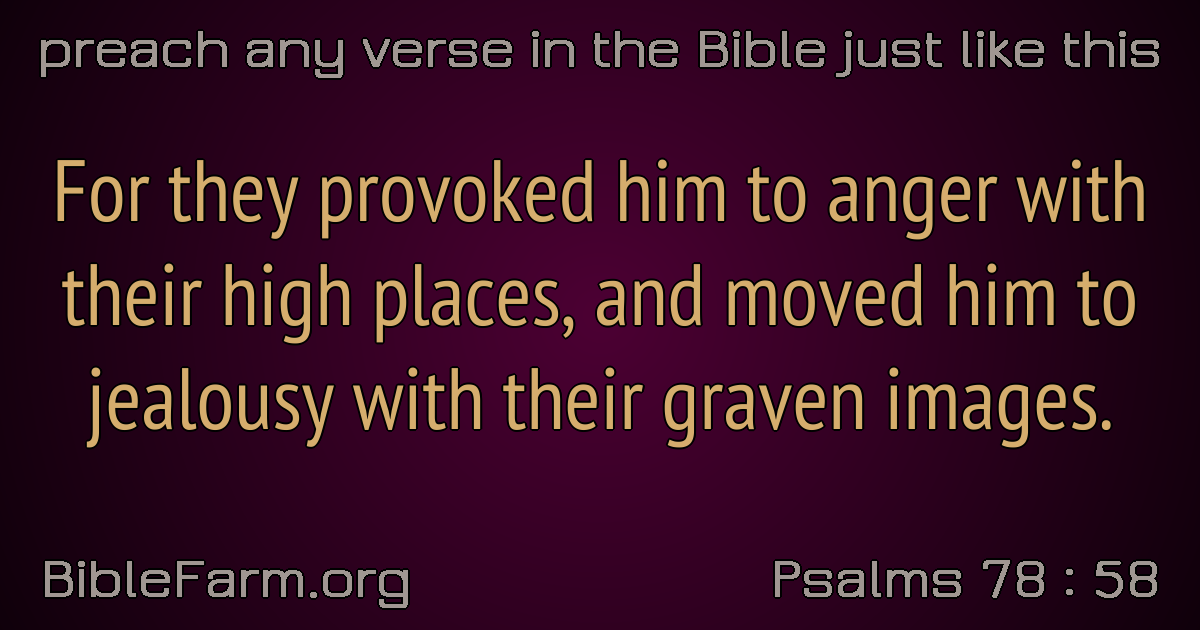 preach any verse in the Bible just like this
For they provoked him to anger with
their high places, and moved him to
jealousy with their graven images.
BibleFarm.org
Psalms 78 : 58